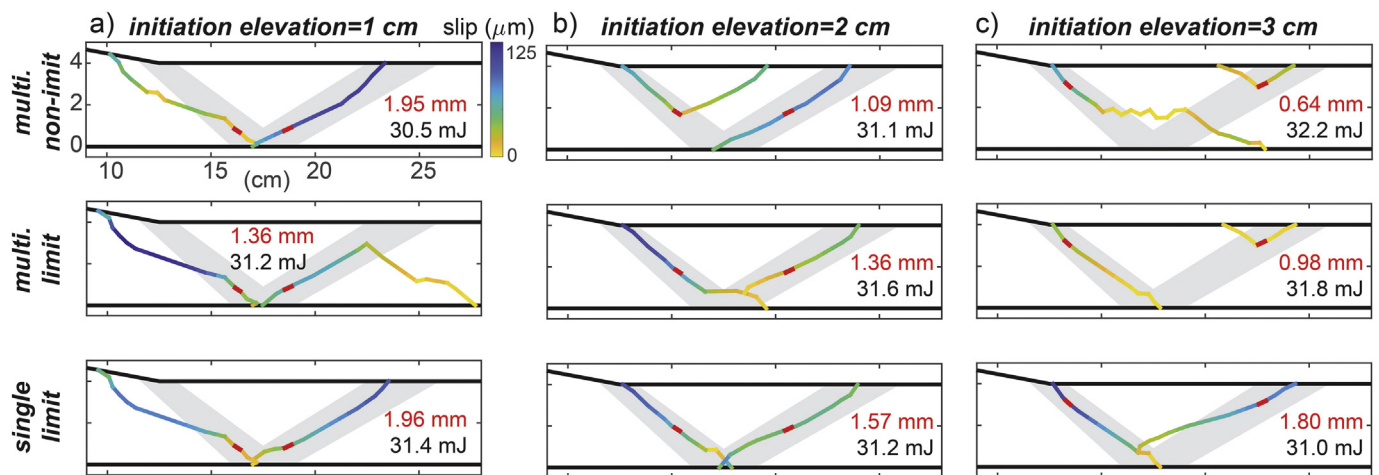 a) initiation elevation=1 cm
slip (μm)
b) initiation elevation=2 cm
c) initiation elevation=3 cm
multi.
non-imit
4
2
0
10
15
20
25
(cm)
125
0
1.95 mm
30.5 mJ
1.09 mm
31.1 mJ
0.64 mm
32.2 mJ
multi.
limit
1.36 mm
31.2 mJ
1.36 mm
31.6 mJ
0.98 mm
31.8 mJ
single
limit
1.96 mm
31.4 mJ
1.57 mm
31.2 mJ
1.80 mm
31.0 mJ